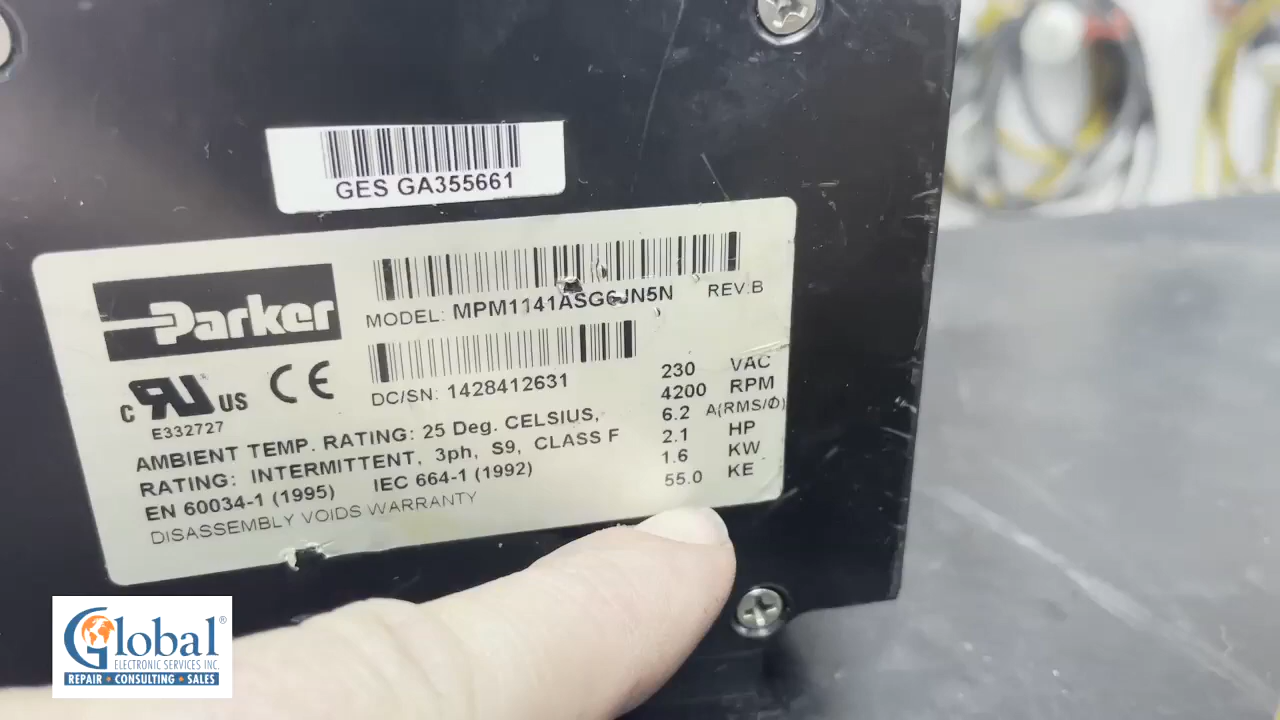 GES GA355661
Parker
MODEL: MPM1141ASG6JN5N REV.B
DC/SN: 1428412631
C RU ® US CE
E332727
230 VAC
4200 RPM
6.2 A(RMS/Ø)
2.1 HP
1.6 KW
55.0 KE
AMBIENT TEMP. RATING: 25 Deg. CELSIUS,
RATING: INTERMITTENT, 3ph, S9, CLASS F
EN 60034-1 (1995) IEC 664-1 (1992)
DISASSEMBLY VOIDS WARRANTY
Global®
ELECTRONIC SERVICES INC.
REPAIR • CONSULTING • SALES